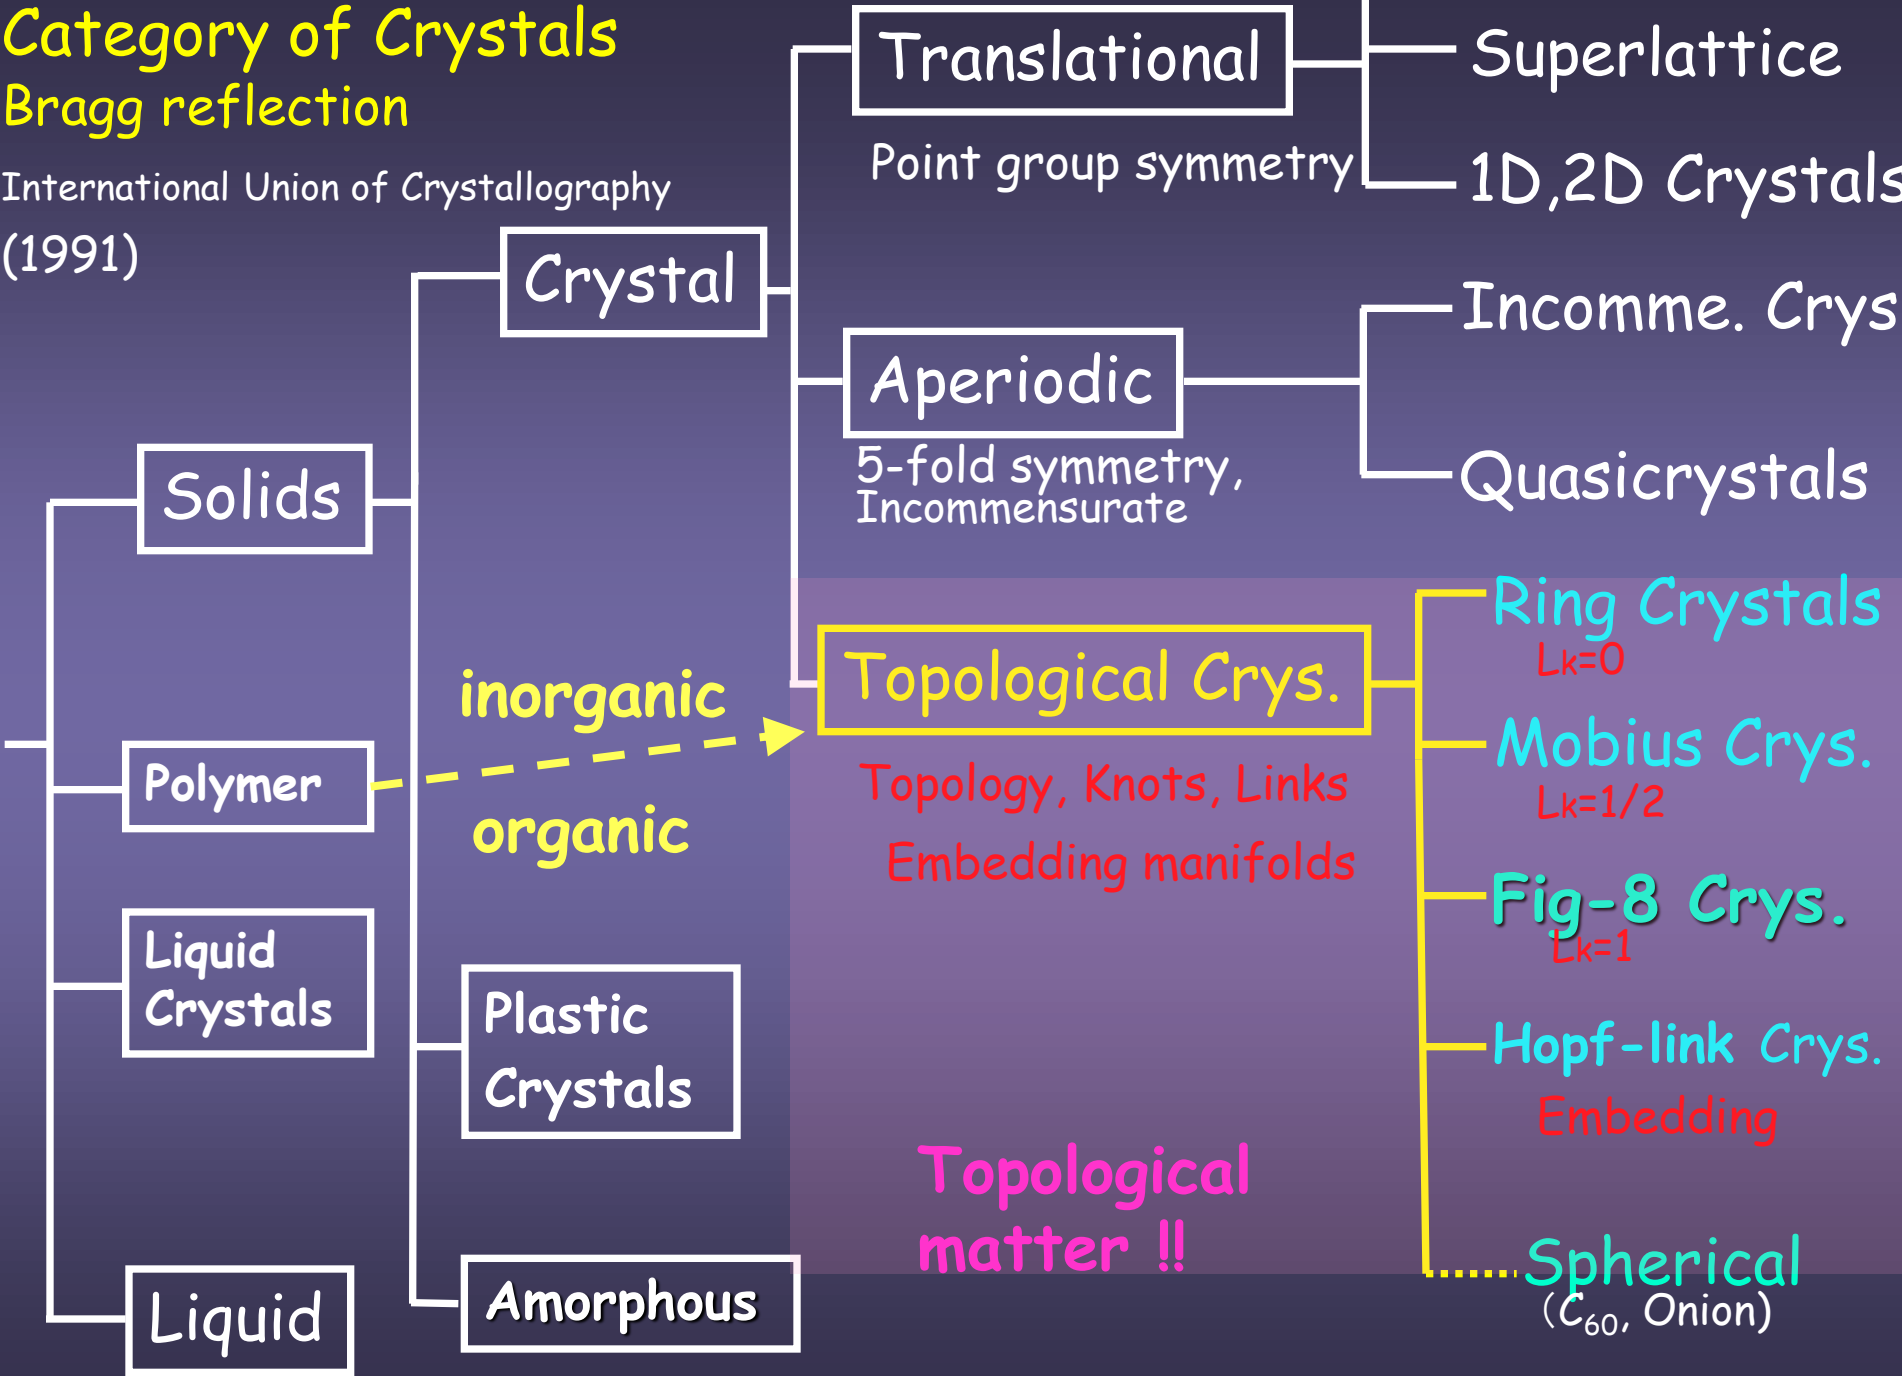 Category of Crystals
Bragg reflection
International Union of Crystallography
(1991)
Translational
Point group symmetry
Superlattice
1D,2D Crystals
Crystal
Incomme. Crys
Aperiodic
5-fold symmetry,
Incommensurate
Quasicrystals
Solids
Ring Crystals
Lk=0
Topological Crys.
inorganic
Mobius Crys.
Lk=1/2
Polymer
Topology, Knots, Links
organic
Embedding manifolds
Fig-8 Crys.
Lk=1
Liquid
Crystals
Plastic
Crystals
Hopf-link Crys.
Embedding
Topological
matter !!
Spherical
(C₆₀, Onion)
Amorphous
Liquid